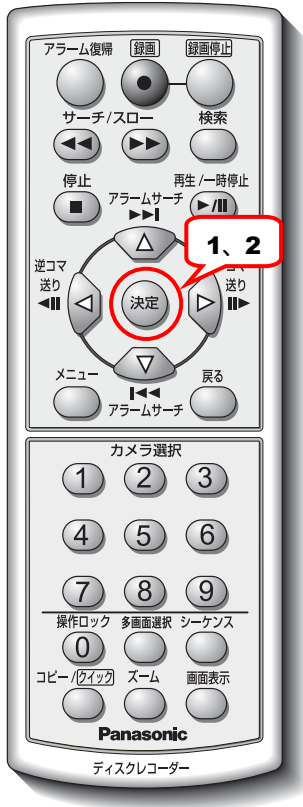 アラーム復帰 録画 録画停止
サーチ/スロー 検索
停止 再生/一時停止
アラームサーチ
1、2
逆コマ
送り
コマ
送り
決定
メニュー 戻る
アラームサーチ
カメラ選択
1 2 3
4 5 6
7 8 9
操作ロック 多画面選択 シーケンス
0
コピー/クイック ズーム 画面表示
Panasonic
ディスクレコーダー